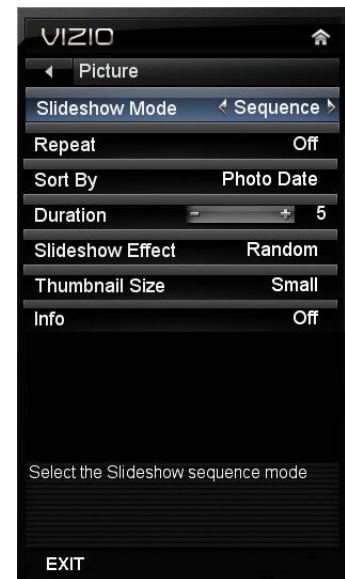 VIZIO
Picture
Slideshow Mode Sequence
Repeat Off
Sort By Photo Date
Duration - + 5
Slideshow Effect Random
Thumbnail Size Small
Info Off
Select the Slideshow sequence mode
EXIT